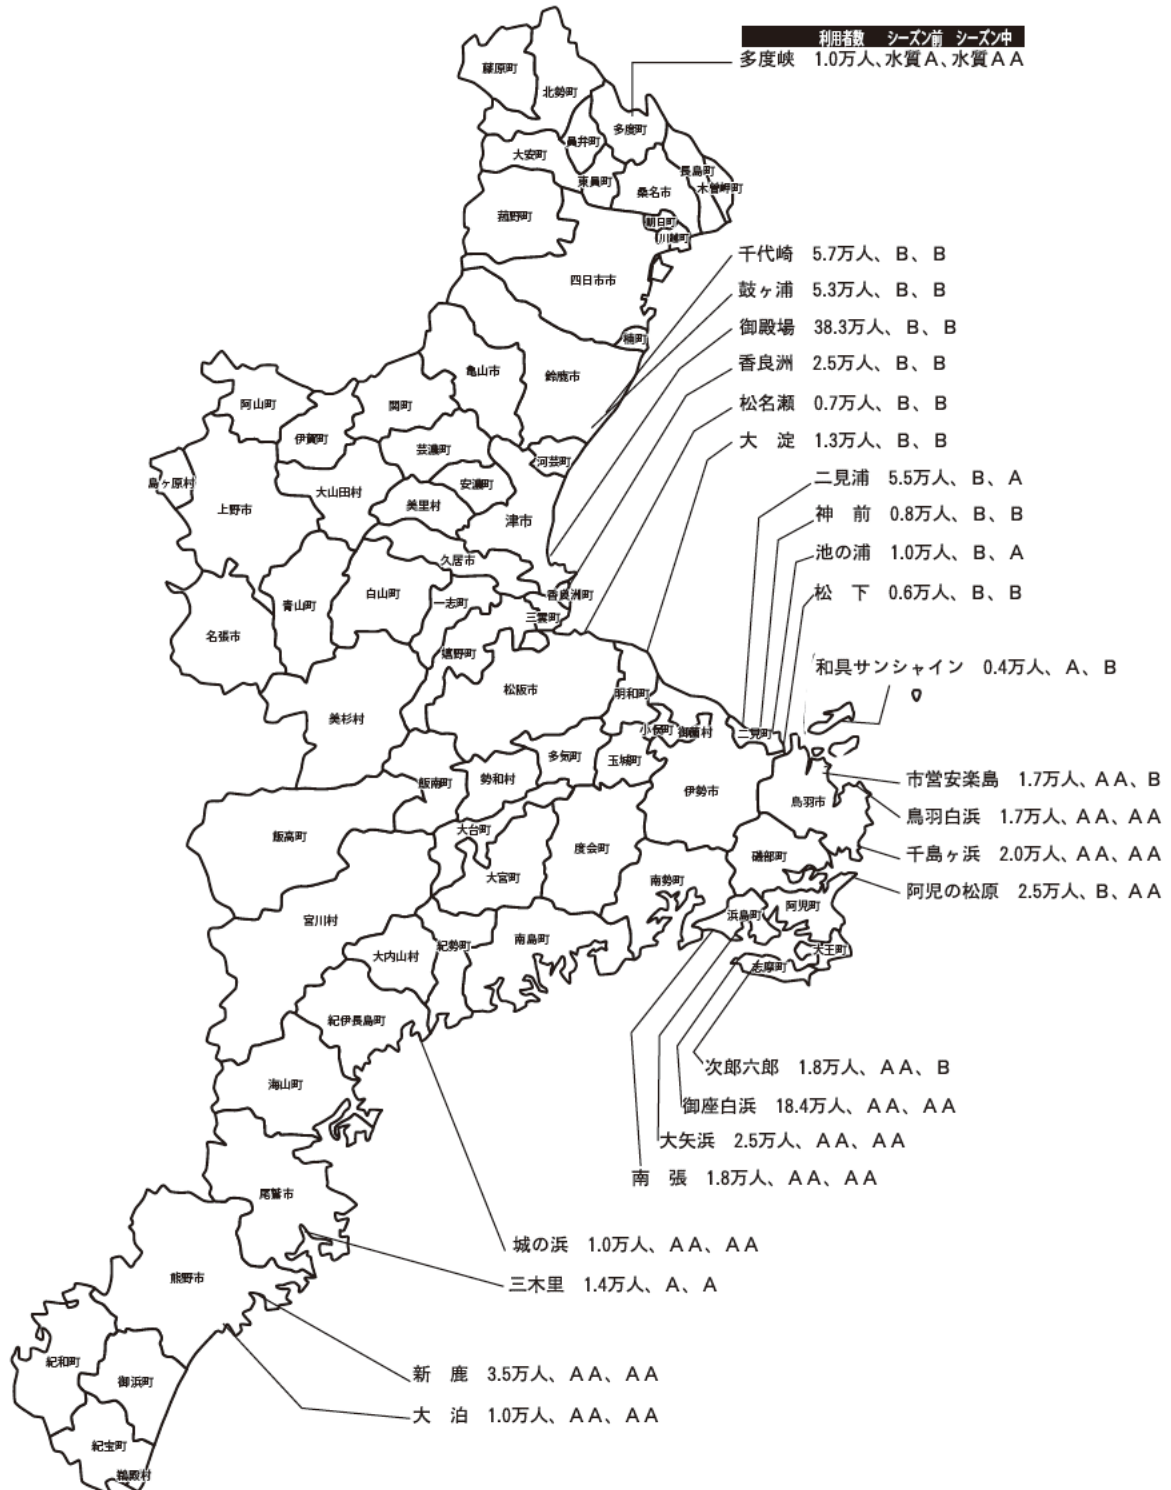 利用者数 シーズン前 シーズン中
多度峡 1.0万人、水質A、水質AA
藤原町
北勢町
多度町
員弁町
大安町
長島町
東員町
木曽岬町
桑名市
菰野町
朝日町
川越町
千代崎 5.7万人、B、B
四日市市
鼓ヶ浦 5.3万人、B、B
御殿場 38.3万人、B、B
楠町
香良洲 2.5万人、B、B
亀山市
鈴鹿市
松名瀬 0.7万人、B、B
阿山町
関町
伊賀町
大淀 1.3万人、B、B
芸濃町
河芸町
二見浦 5.5万人、B、A
島ヶ原村
安濃町
大山田村
美里村
上野市
津市
神前 0.8万人、B、B
池の浦 1.0万人、B、A
久居市
松下 0.6万人、B、B
白山町
香良洲町
青山町
一志町
三雲町
名張市
嬉野町
和具サンシャイン 0.4万人、A、B
松阪市
明和町
美杉村
小俣町
御薗村
二見町
多気町
玉城町
市営安楽島 1.7万人、AA、B
勢和村
飯南町
伊勢市
鳥羽市
鳥羽白浜 1.7万人、AA、AA
大台町
飯高町
度会町
千島ヶ浜 2.0万人、AA、AA
磯部町
大宮町
南勢町
阿児の松原 2.5万人、B、AA
阿児町
宮川村
浜島町
南島町
紀勢町
大王町
大内山村
志摩町
紀伊長島町
次郎六郎 1.8万人、AA、B
海山町
御座白浜 18.4万人、AA、AA
大矢浜 2.5万人、AA、AA
南張 1.8万人、AA、AA
尾鷲市
城の浜 1.0万人、AA、AA
熊野市
三木里 1.4万人、A、A
紀和町
新鹿 3.5万人、AA、AA
御浜町
大泊 1.0万人、AA、AA
紀宝町
鵜殿村